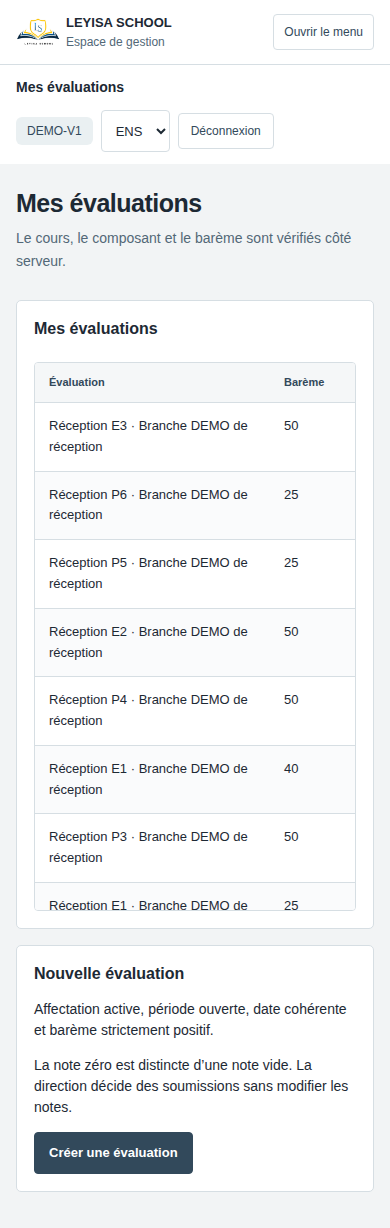 LEYISA SCHOOL
Espace de gestion
Ouvrir le menu
Mes évaluations
DEMO-V1
ENS
Déconnexion
Mes évaluations
Le cours, le composant et le barème sont vérifiés côté
serveur.
Mes évaluations
Évaluation Barème
Réception E3 · Branche DEMO de 50
réception
Réception P6 · Branche DEMO de 25
réception
Réception P5 · Branche DEMO de 25
réception
Réception E2 · Branche DEMO de 50
réception
Réception P4 · Branche DEMO de 50
réception
Réception E1 · Branche DEMO de 40
réception
Réception P3 · Branche DEMO de 50
réception
Réception E1 · Branche DEMO de 25
Nouvelle évaluation
Affectation active, période ouverte, date cohérente
et barème strictement positif.
La note zéro est distincte d’une note vide. La
direction décide des soumissions sans modifier les
notes.
Créer une évaluation